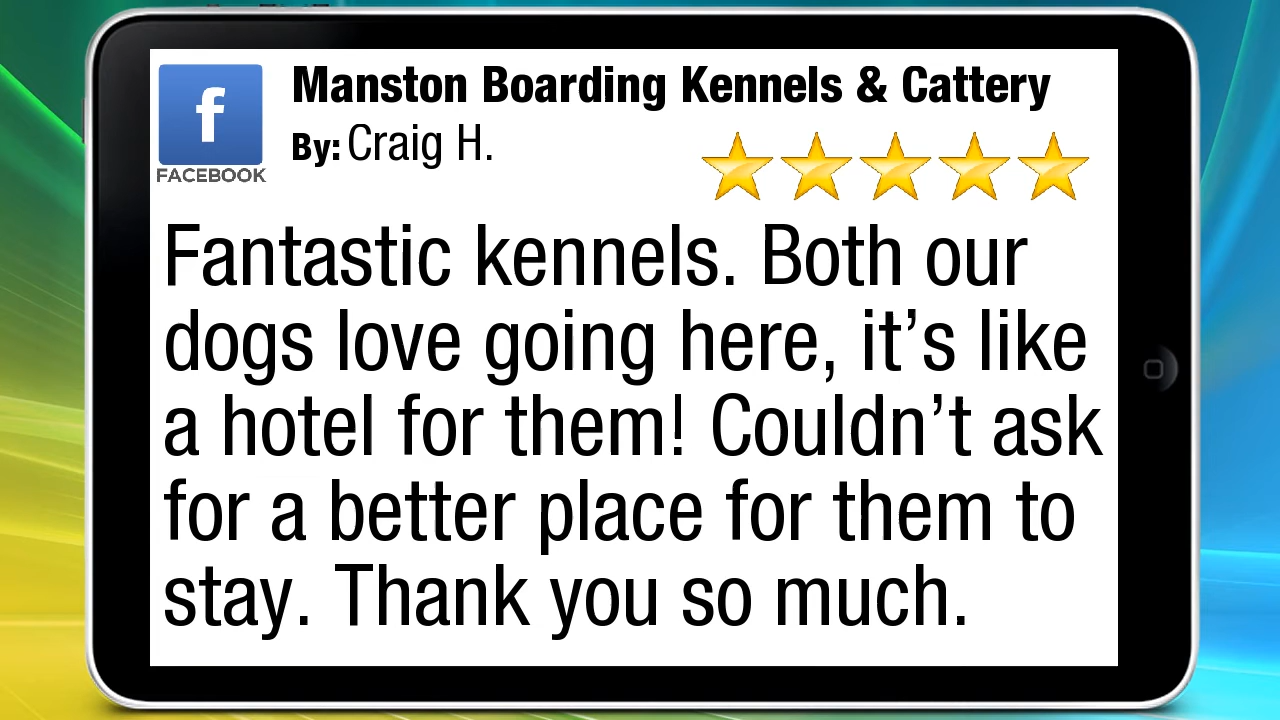 f
FACEBOOK
Manston Boarding Kennels & Cattery
By: Craig H.
Fantastic kennels. Both our
dogs love going here, it’s like
a hotel for them! Couldn’t ask
for a better place for them to
stay. Thank you so much.